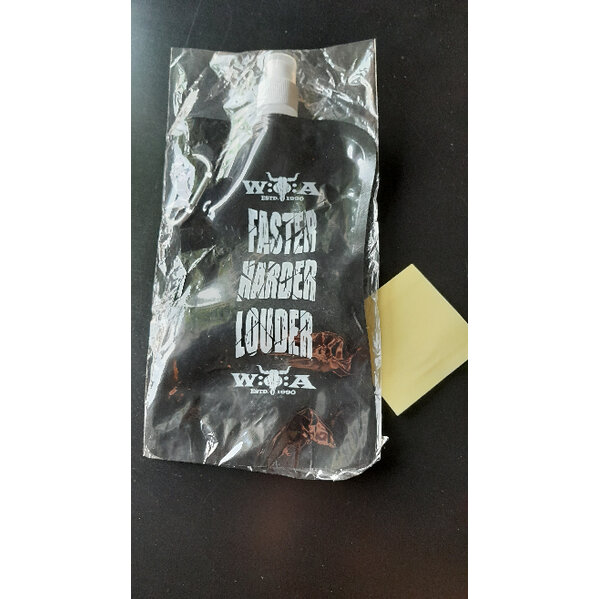 W:O:A
ESTD. 1990
FASTER
HARDER
LOUDER
W:O:A
ESTD. 1990